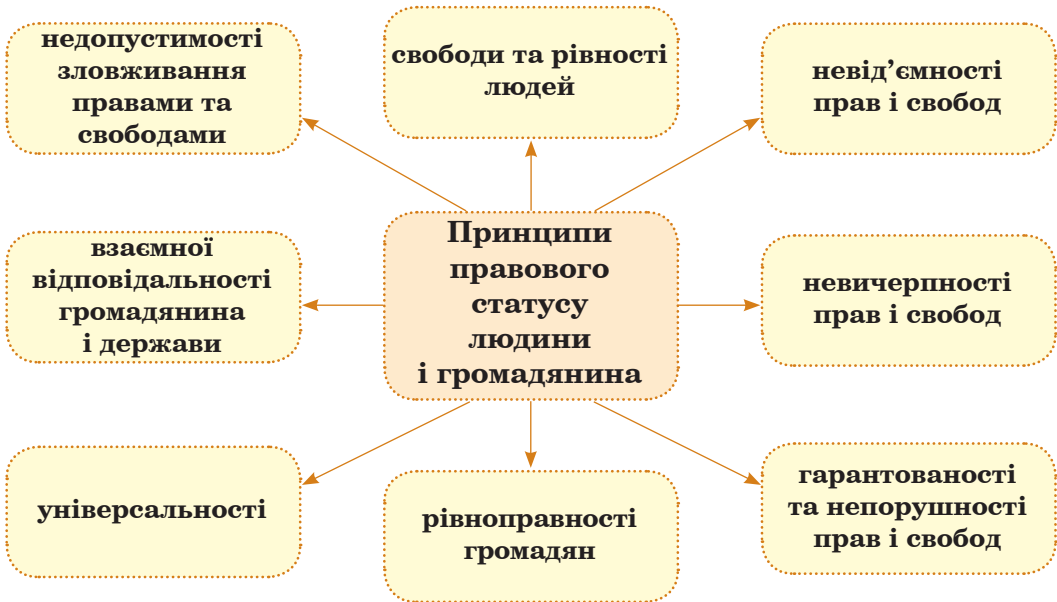 недопустимості
зловживання
правами та
свободами
свободи та рівності
людей
невід’ємності
прав і свобод
взаємної
відповідальності
громадянина
і держави
Принципи
правового
статусу
людини
і громадянина
невичерпності
прав і свобод
універсальності
рівноправності
громадян
гарантованості
та непорушності
прав і свобод